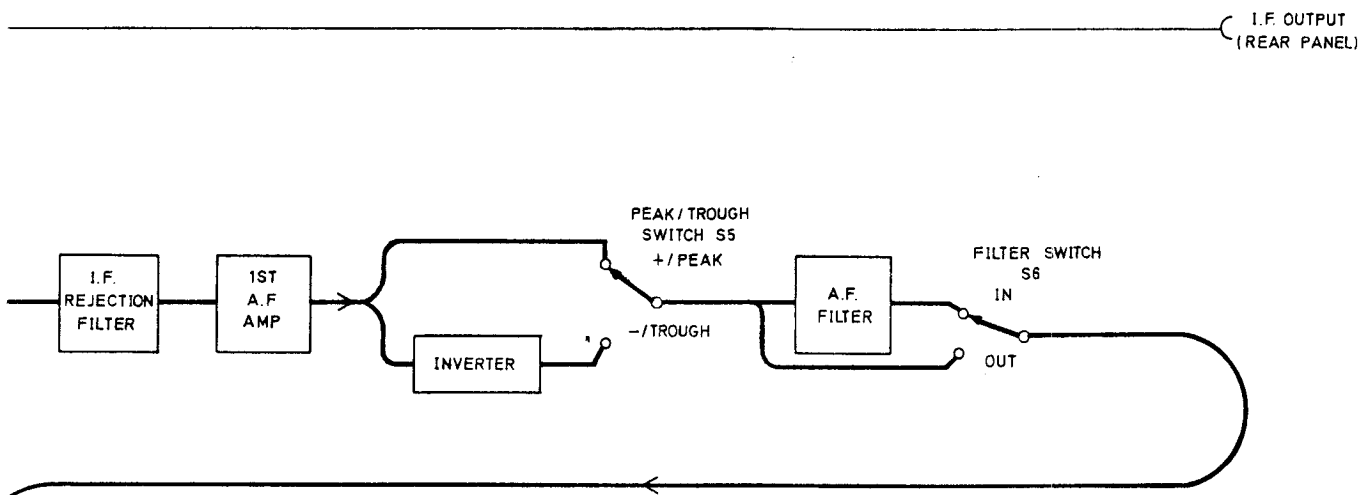 I.F. OUTPUT
(REAR PANEL)
I.F.
REJECTION
FILTER
1ST
A.F
AMP
INVERTER
PEAK/TROUGH
SWITCH S5
+/PEAK
-/TROUGH
A.F.
FILTER
FILTER SWITCH
S6
IN
OUT